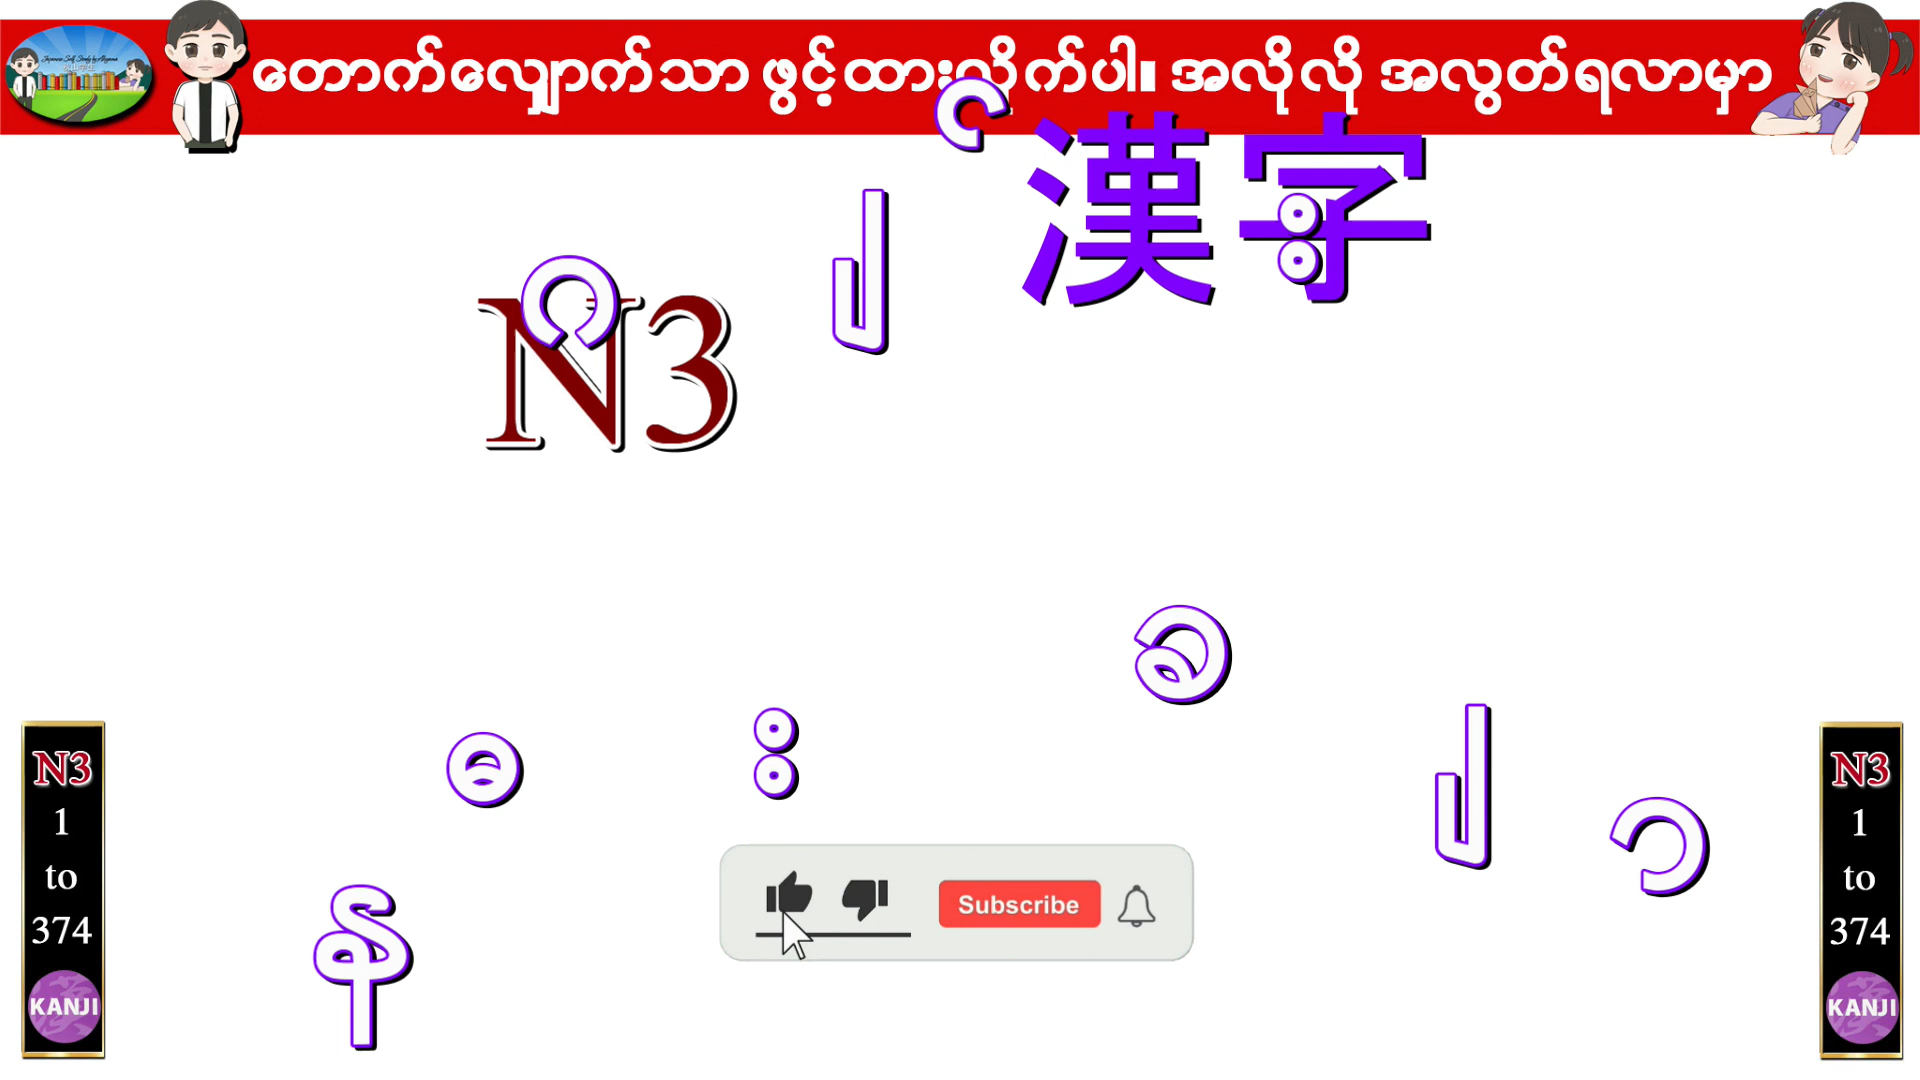 တောက်လျှောက်သာ ဖွင့်ထားလိုက်ပါ။ အလိုလို အလွတ်ရလာမှာ
漢字
N3
Subscribe
N3
1
to
374
KANJI
N3
1
to
374
KANJI